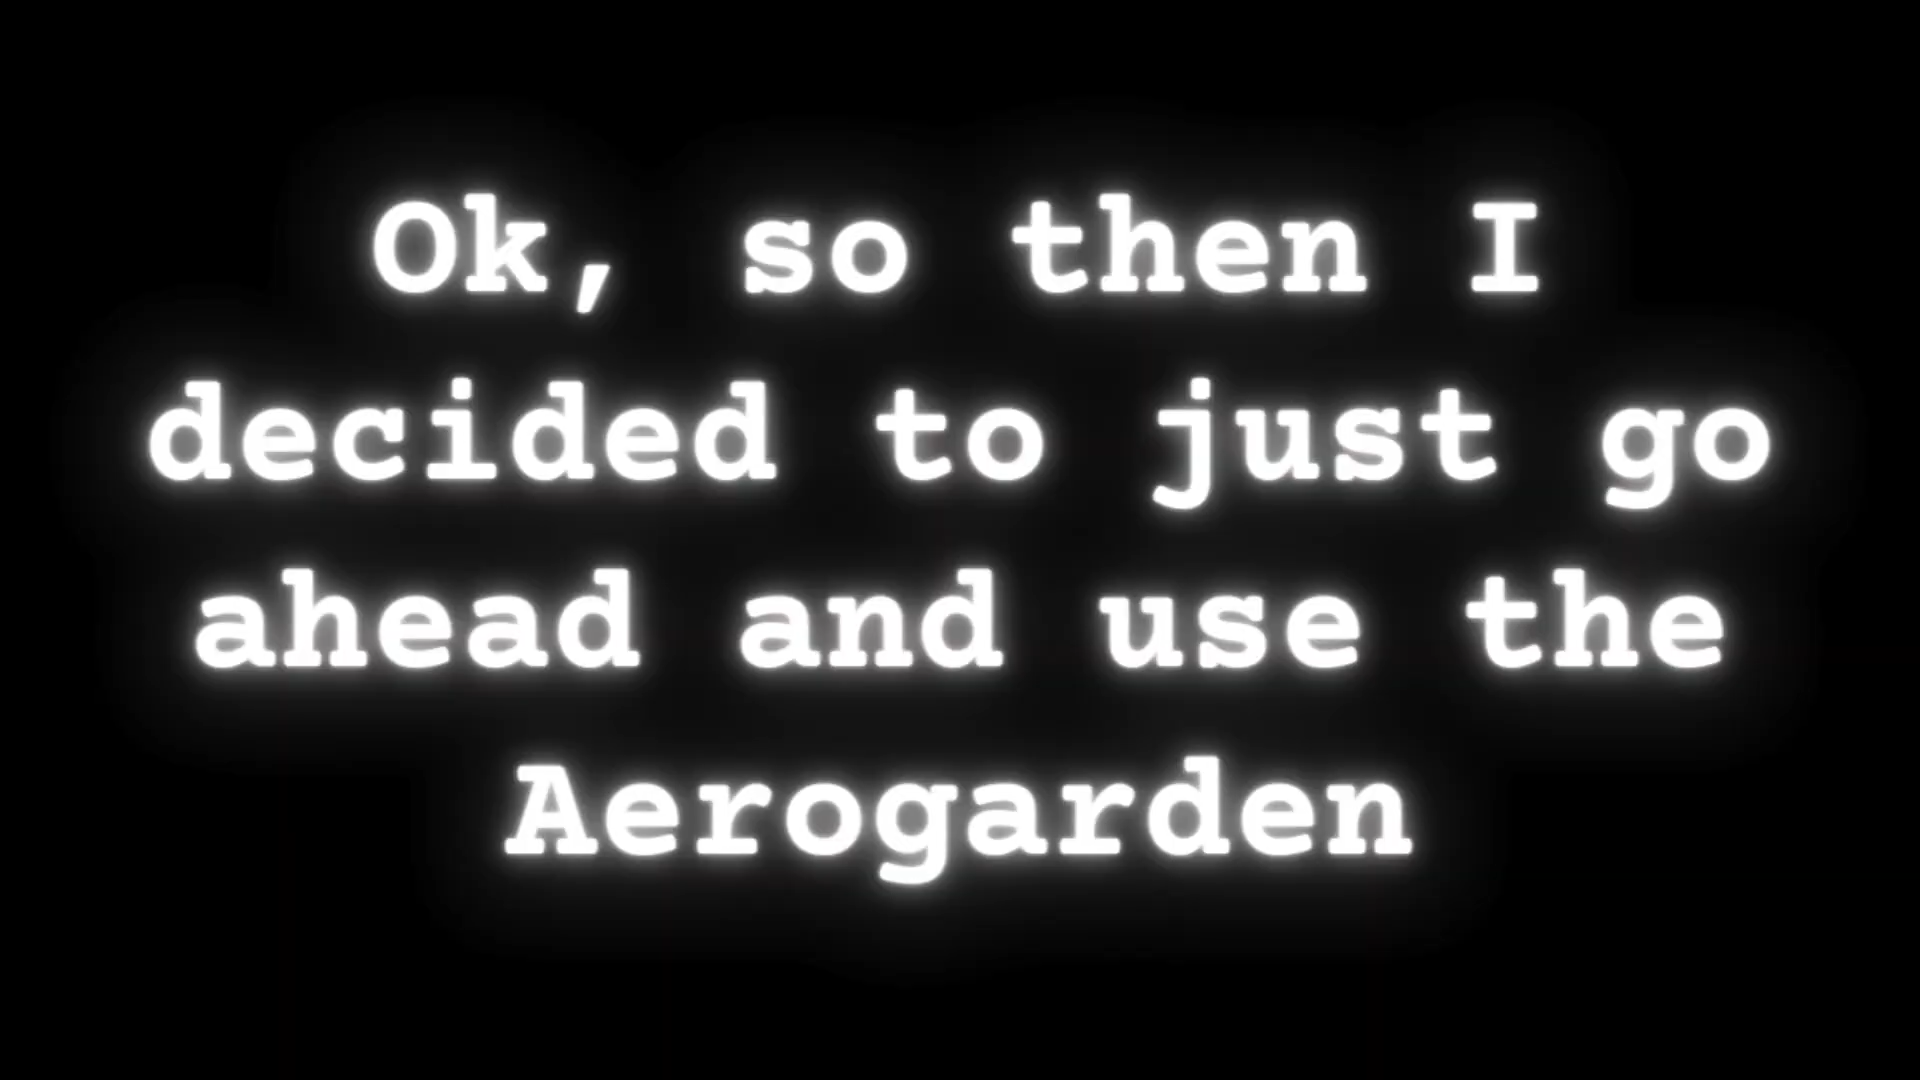 Ok, so then I
decided to just go
ahead and use the
Aerogarden